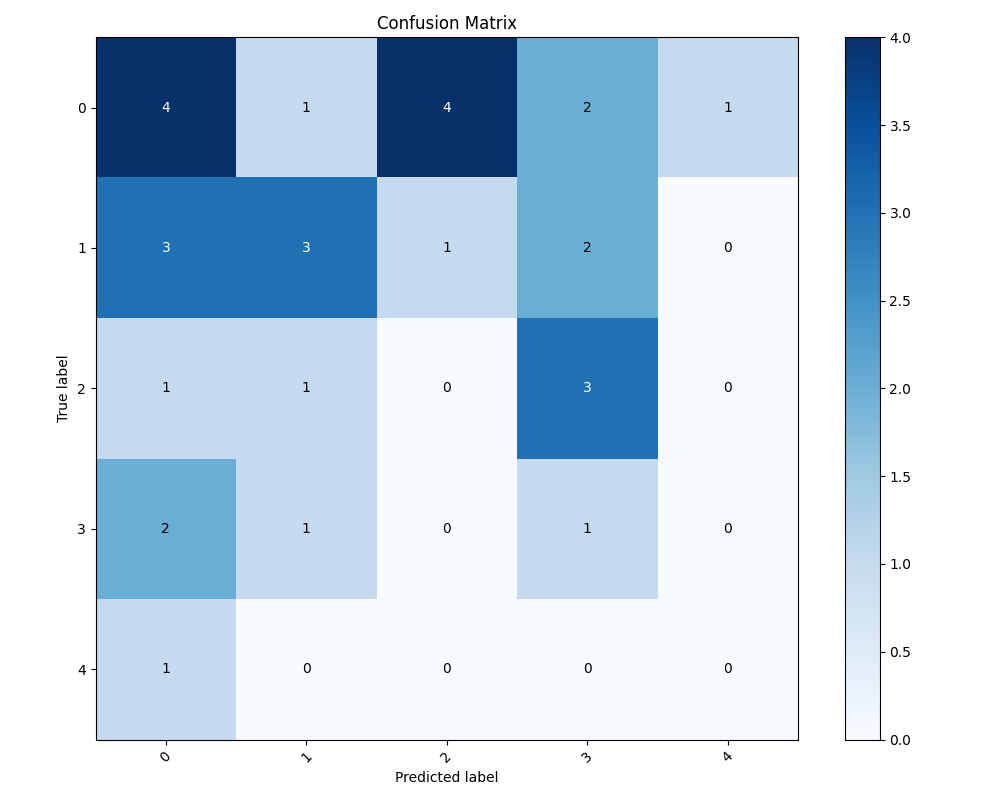 Confusion Matrix
0 4 1 4 2 1
1 3 3 1 2 0
2 1 1 0 3 0
3 2 1 0 1 0
4 1 0 0 0 0
0 1 2 3 4
True label
Predicted label
4.0
3.5
3.0
2.5
2.0
1.5
1.0
0.5
0.0